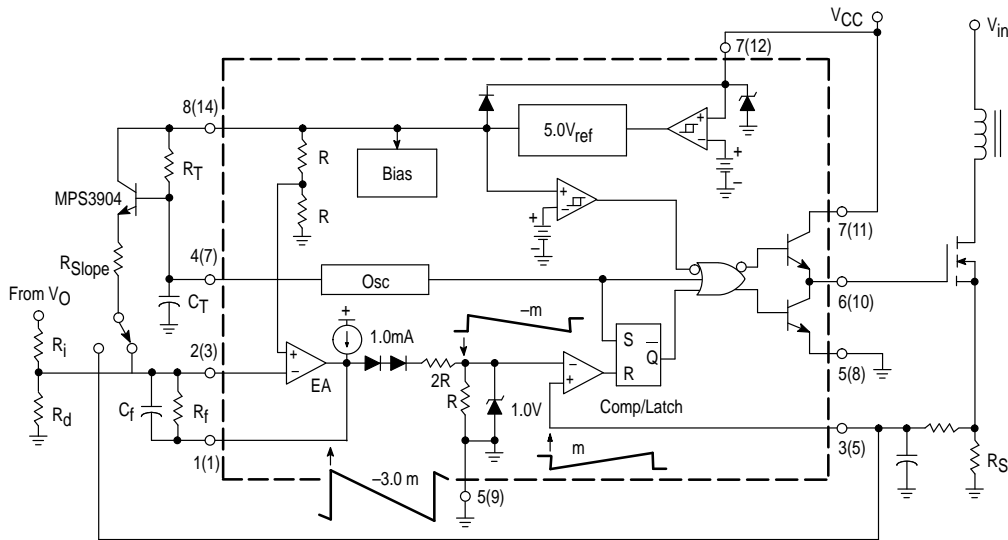 VCC
Vin
7(12)
8(14)
5.0Vref
+
−
+
−
RT
R
Bias
MPS3904
R
+
−
+
−
7(11)
RSlope
4(7)
Osc
6(10)
From VO
CT
+
1.0mA
−m
Ri
2(3)
+
−
EA
2R
S
Q
R
−
+
5(8)
Cf
Rf
R
1.0V
Comp/Latch
Rd
1(1)
m
3(5)
RS
−3.0 m
5(9)